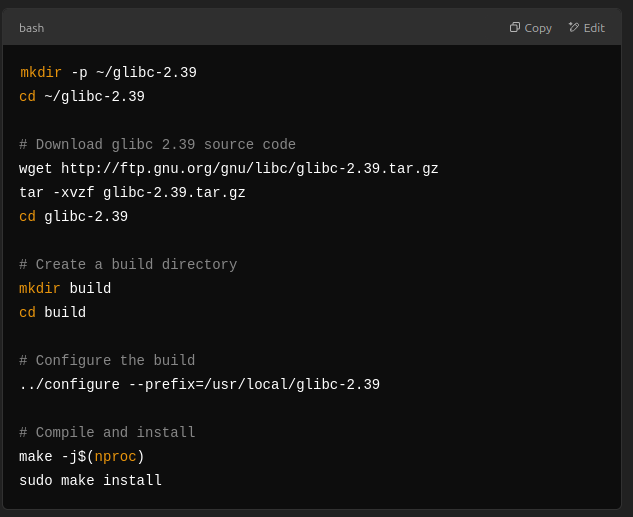 bash
Copy
Edit
mkdir -p ~/glibc-2.39
cd ~/glibc-2.39
# Download glibc 2.39 source code
wget http://ftp.gnu.org/gnu/libc/glibc-2.39.tar.gz
tar -xvzf glibc-2.39.tar.gz
cd glibc-2.39
# Create a build directory
mkdir build
cd build
# Configure the build
../configure --prefix=/usr/local/glibc-2.39
# Compile and install
make -j$(nproc)
sudo make install